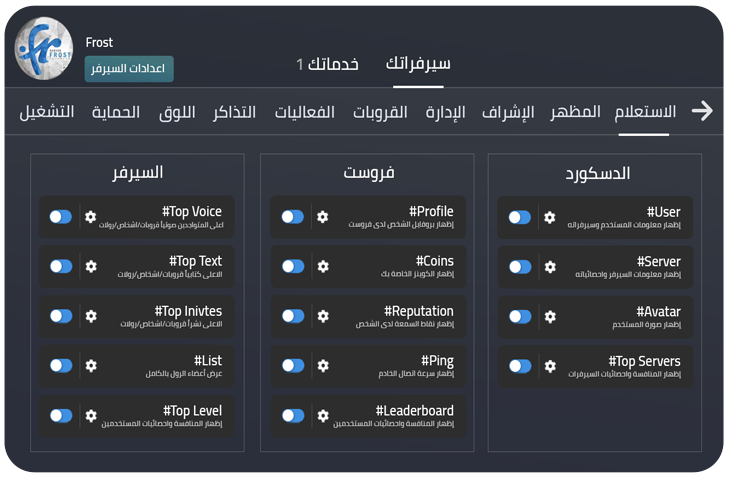 Frost
اعدادات السيرفر
سيرفراتك
خدماتك 1
الاستعلام
المظهر
الإشراف
الإدارة
القروبات
الفعاليات
التذاكر
اللوق
الحماية
التشغيل
الدسكورد
#User
إظهار معلومات المستخدم وسيرفراته
#Server
إظهار معلومات السيرفر واحصائياته
#Avatar
إظهار صورة المستخدم
#Top Servers
إظهار المنافسة واحصائيات السيرفرات
فروست
#Profile
إظهار بروفايل الشخص لدى فروست
#Coins
إظهار الكوينز الخاصة بك
#Reputation
إظهار نقاط السمعة لدى الشخص
#Ping
إظهار سرعة اتصال الخادم
#Leaderboard
إظهار المنافسة واحصائيات المستخدمين
السيرفر
#Top Voice
اعلى المتواجدين صوتياً قروبات/اشخاص/رولات
#Top Text
الاعلى كتابياً قروبات/اشخاص/رولات
#Top Inivtes
الاعلى نشراً قروبات/اشخاص/رولات
#List
عرض أعضاء الرول بالكامل
#Top Level
إظهار المنافسة واحصائيات المستخدمين